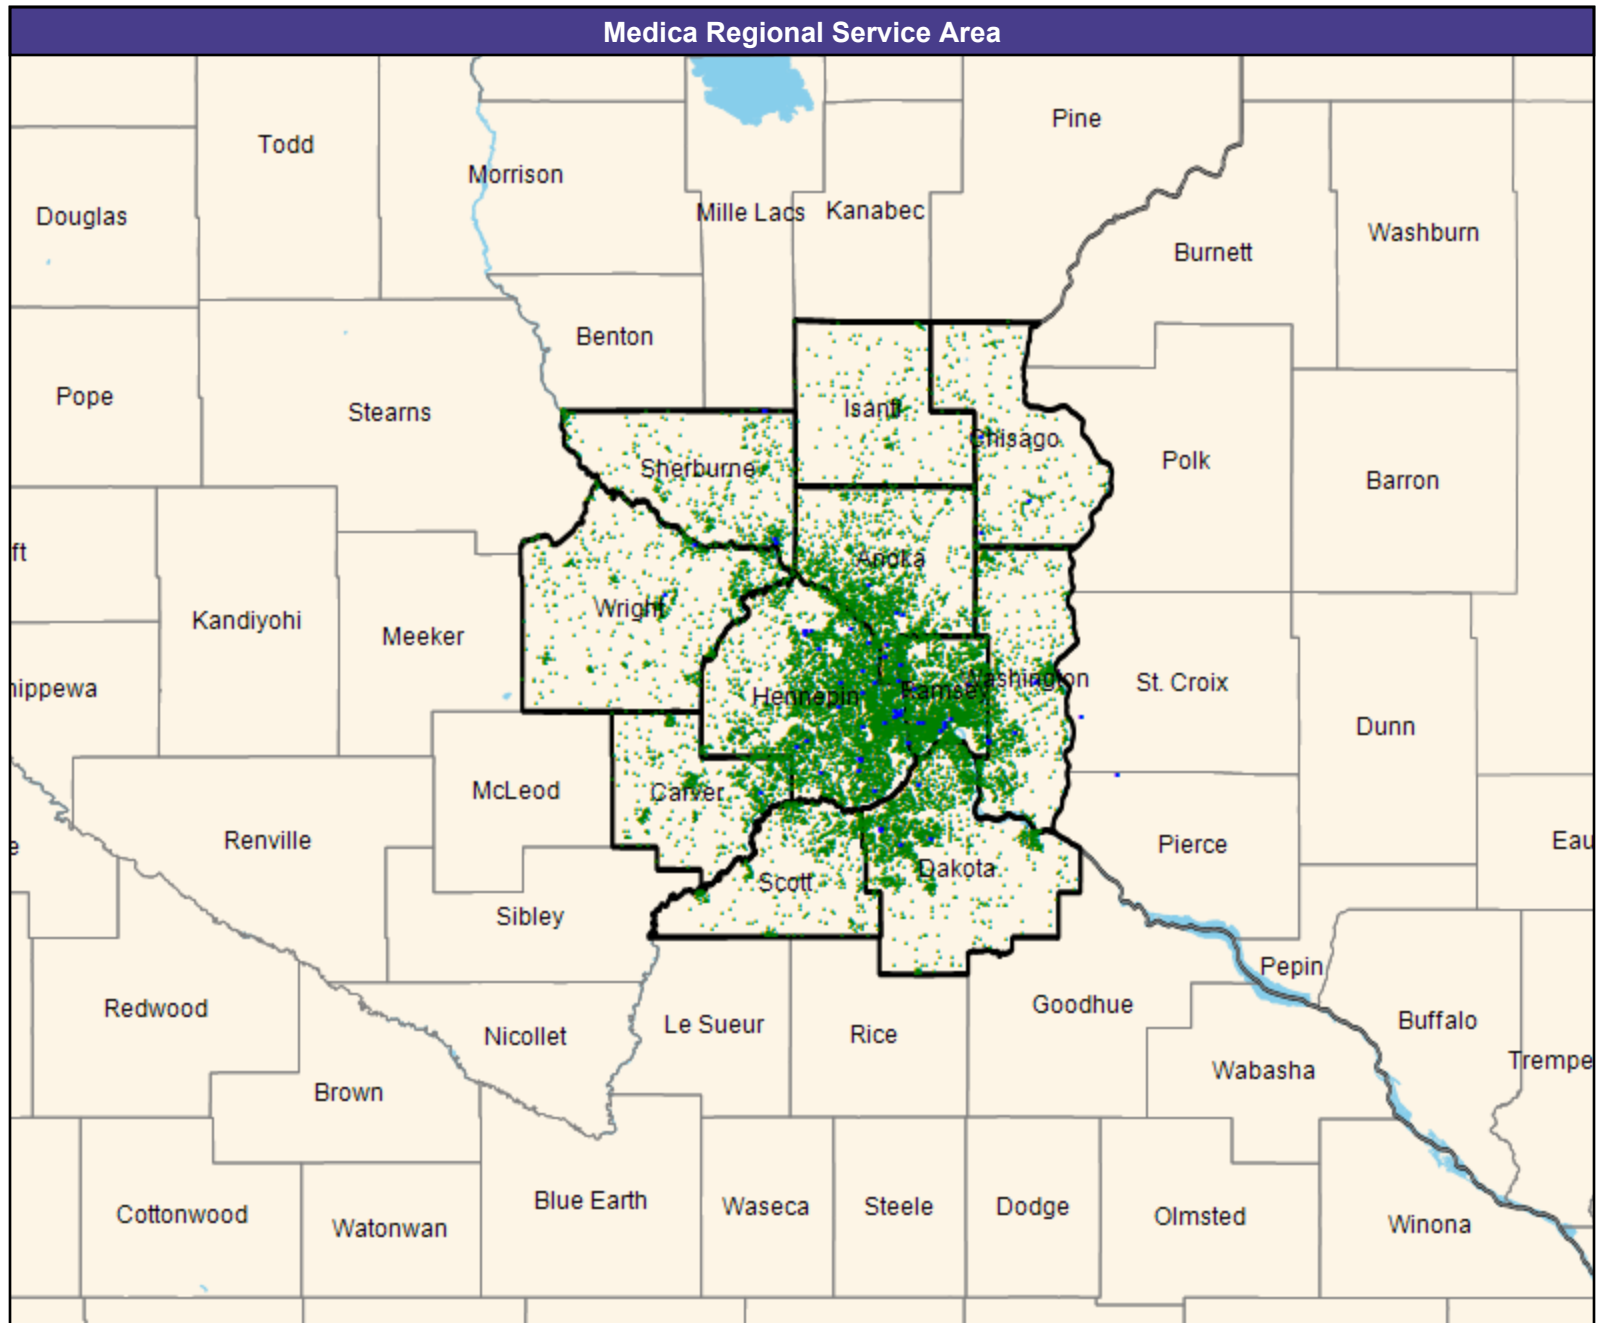 Medica Regional Service Area
Pine
Todd
Morrison
Douglas
Mille Lacs
Kanabec
Washburn
Burnett
Benton
Pope
Stearns
Isanti
Chisago
Sherburne
Polk
Barron
ft
Anoka
Wright
Kandiyohi
Meeker
hippewa
Hennepin
Ramsey
Washington
St. Croix
Dunn
McLeod
Carver
Renville
e
Pierce
Eau
Scott
Dakota
Sibley
Pepin
Redwood
Nicollet
Le Sueur
Rice
Goodhue
Buffalo
Trempe
Wabasha
Brown
Cottonwood
Watonwan
Blue Earth
Waseca
Steele
Dodge
Olmsted
Winona